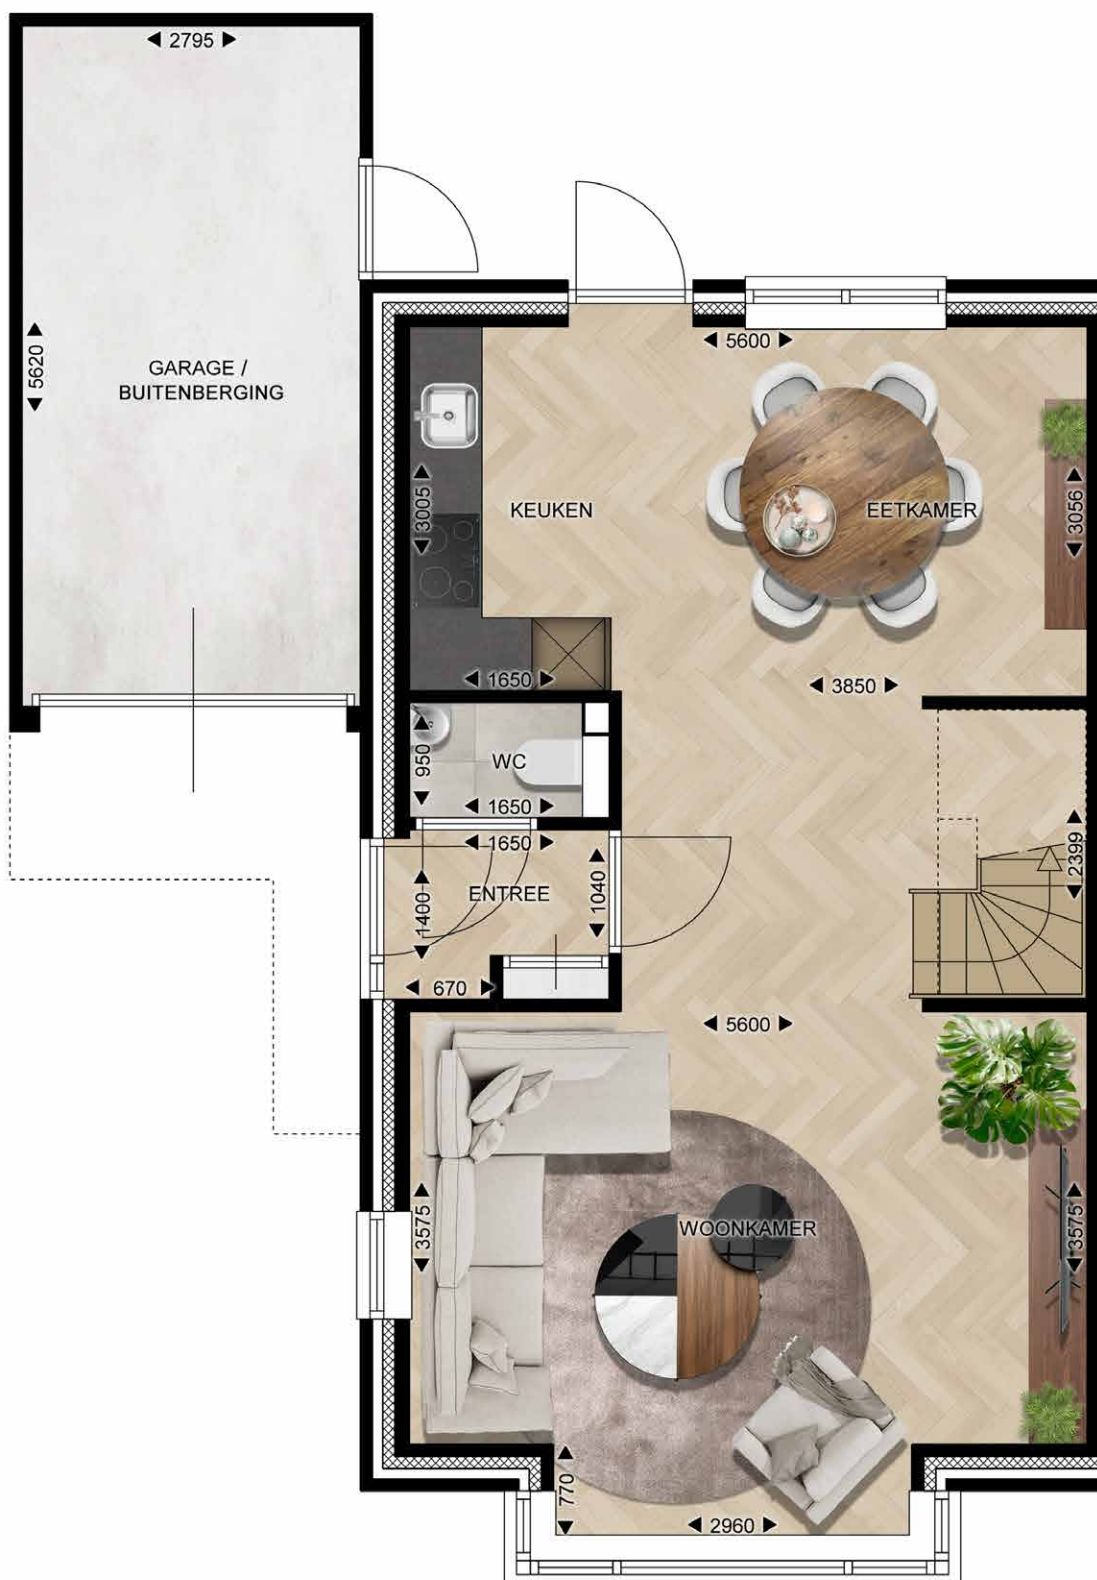 2795
5620
GARAGE /
BUITENBERGING
5600
3005
KEUKEN
EETKAMER
3056
1650
3850
950
WC
1650
1650
1400
ENTREE
1040
2399
670
5600
3575
WOONKAMER
3575
770
2960